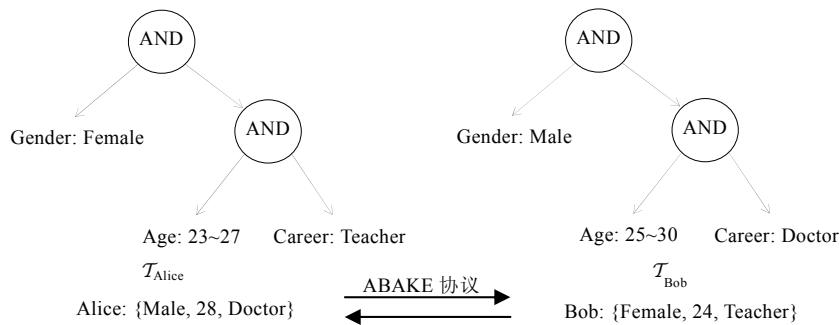 AND
AND
Gender: Female
Gender: Male
AND
AND
Age: 23~27
Career: Teacher
Age: 25~30
Career: Doctor
𝒯Alice
𝒯Bob
ABAKE 协议
Alice: {Male, 28, Doctor}
Bob: {Female, 24, Teacher}